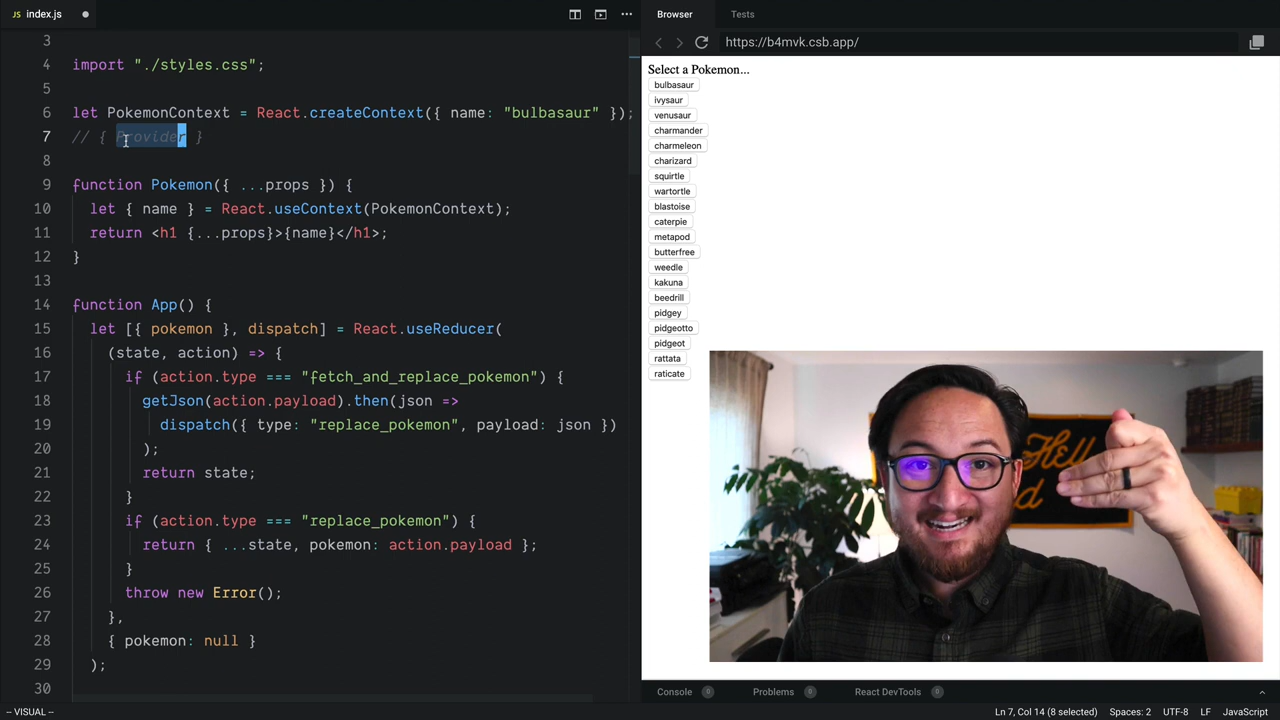 JS index.js
3
4 import "./styles.css";
5
6 let PokemonContext = React.createContext({ name: "bulbasaur" });
7 // { Provider }
8
9 function Pokemon({ ...props }) {
10 let { name } = React.useContext(PokemonContext);
11 return <h1 {...props}>{name}</h1>;
12 }
13
14 function App() {
15 let [{ pokemon }, dispatch] = React.useReducer(
16 (state, action) => {
17 if (action.type === "fetch_and_replace_pokemon") {
18 getJson(action.payload).then(json =>
19 dispatch({ type: "replace_pokemon", payload: json })
20 );
21 return state;
22 }
23 if (action.type === "replace_pokemon") {
24 return { ...state, pokemon: action.payload };
25 }
26 throw new Error();
27 },
28 { pokemon: null }
29 );
30
-- VISUAL --
Browser Tests
https://b4mvk.csb.app/
Select a Pokemon...
bulbasaur
ivysaur
venusaur
charmander
charmeleon
charizard
squirtle
wartortle
blastoise
caterpie
metapod
butterfree
weedle
kakuna
beedrill
pidgey
pidgeotto
pidgeot
rattata
raticate
Hell
d
Console 0 Problems 0 React DevTools 0
Ln 7, Col 14 (8 selected) Spaces: 2 UTF-8 LF JavaScript